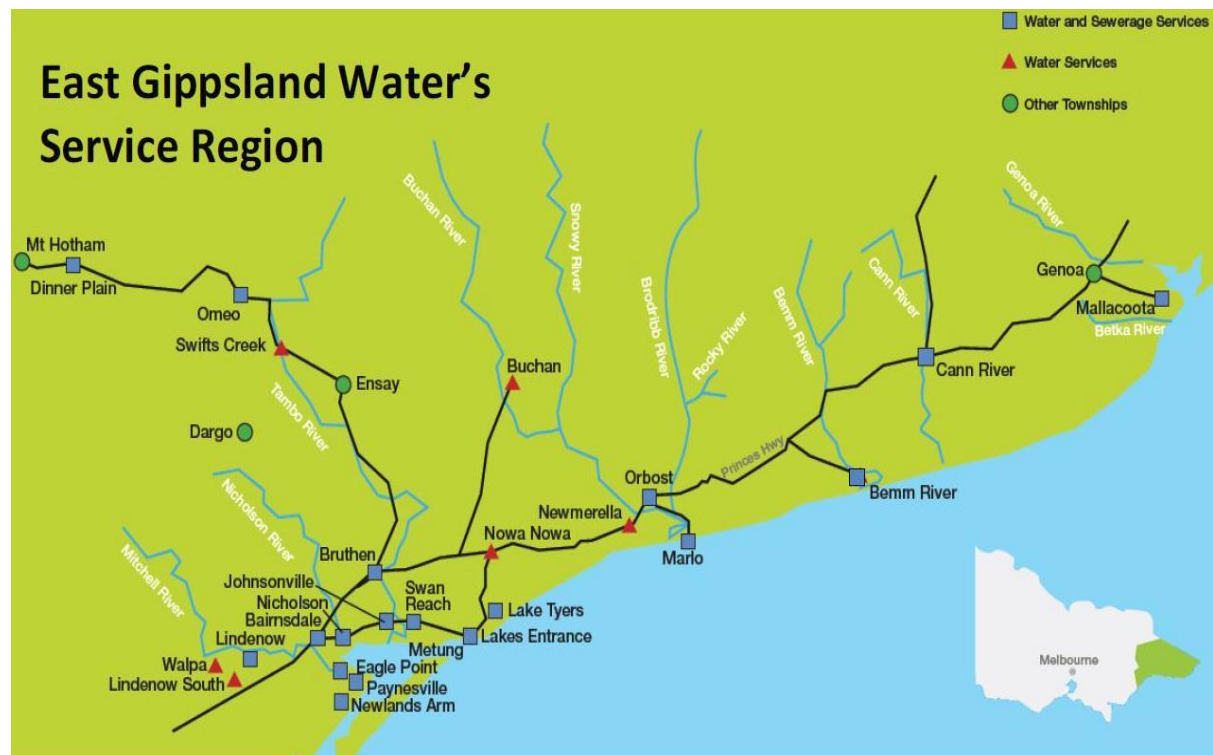 East Gippsland Water's
Service Region
Water and Sewerage Services
Water Services
Other Townships
Mt Hotham
Dinner Plain
Omeo
Swifts Creek
Ensay
Dargo
Tambo River
Buchan River
Snowy River
Buchan
Brodribb River
Rocky River
Bemm River
Cann River
Genoa River
Genoa
Mallacoota
Betka River
Cann River
Princes Hwy
Bemm River
Orbost
Marlo
Newmerella
Nowa Nowa
Nicholson River
Mitchell River
Bruthen
Johnsonville
Nicholson
Bairnsdale
Lindenow
Swan
Reach
Lake Tyers
Lakes Entrance
Metung
Walpa
Lindenow South
Eagle Point
Paynesville
Newlands Arm
Melbourne